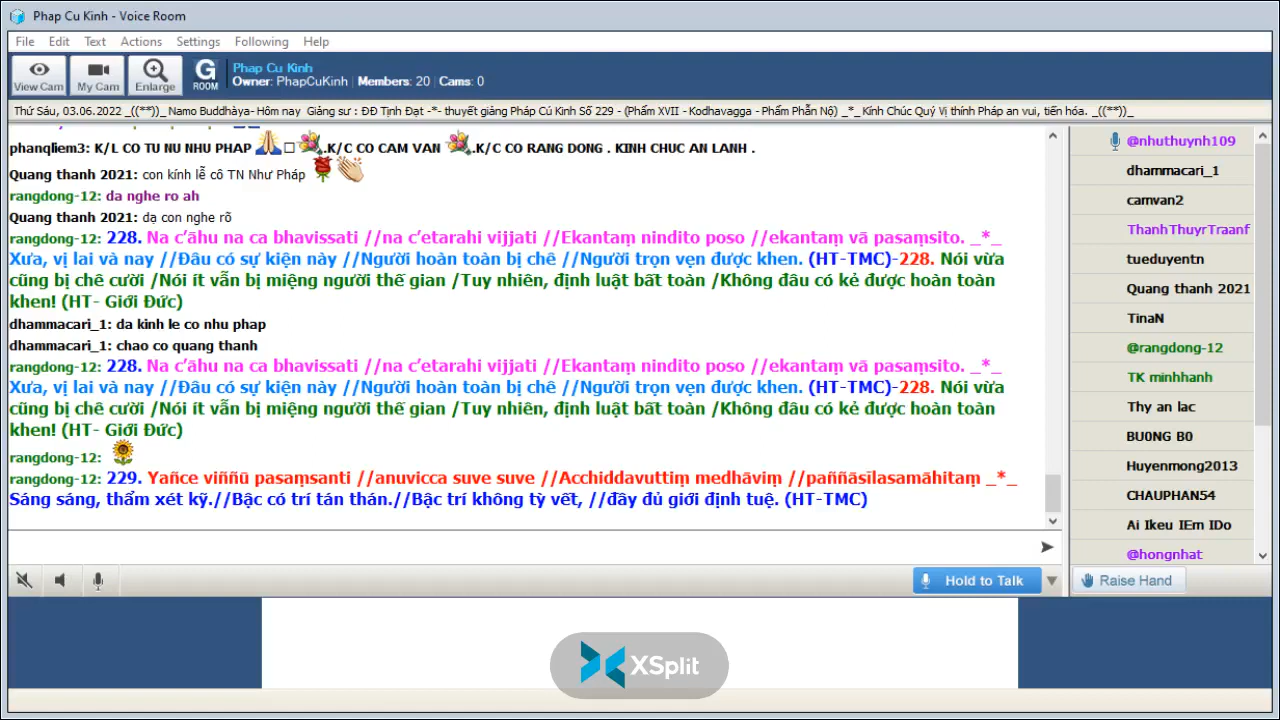 Phap Cu Kinh - Voice Room
File Edit Text Actions Settings Following Help
View Cam My Cam Enlarge G ROOM
Phap Cu Kinh
Owner: PhapCuKinh | Members: 20 | Cams: 0
Thứ Sáu, 03.06.2022 _((**))_ Namo Buddhàya- Hôm nay Giảng sư : ĐĐ Tịnh Đạt -*- thuyết giảng Pháp Cú Kinh Số 229 - (Phẩm XVII - Kodhavagga - Phẩm Phẫn Nộ) _*_ Kính Chúc Quý Vị thính Pháp an vui, tiến hóa. _((**))_
phanqliem3: K/L CO TU NU NHU PHAP .K/C CO CAM VAN .K/C CO RANG DONG . KINH CHUC AN LANH .
Quang thanh 2021: con kính lễ cô TN Như Pháp
rangdong-12: da nghe ro ah
Quang thanh 2021: dạ con nghe rõ
rangdong-12: 228. Na c’āhu na ca bhavissati //na c’etarahi vijjati //Ekantaṃ nindito poso //ekantaṃ vā pasaṃsito. _*_
Xưa, vị lai và nay //Đâu có sự kiện này //Người hoàn toàn bị chê //Người trọn vẹn được khen. (HT-TMC)-228. Nói vừa
cũng bị chê cười /Nói ít vẫn bị miệng người thế gian /Tuy nhiên, định luật bất toàn /Không đâu có kẻ được hoàn toàn
khen! (HT- Giới Đức)
dhammacari_1: da kinh le co nhu phap
dhammacari_1: chao co quang thanh
rangdong-12: 228. Na c’āhu na ca bhavissati //na c’etarahi vijjati //Ekantaṃ nindito poso //ekantaṃ vā pasaṃsito. _*_
Xưa, vị lai và nay //Đâu có sự kiện này //Người hoàn toàn bị chê //Người trọn vẹn được khen. (HT-TMC)-228. Nói vừa
cũng bị chê cười /Nói ít vẫn bị miệng người thế gian /Tuy nhiên, định luật bất toàn /Không đâu có kẻ được hoàn toàn
khen! (HT- Giới Đức)
rangdong-12:
rangdong-12: 229. Yañce viññū pasaṃsanti //anuvicca suve suve //Acchiddavuttiṃ medhāviṃ //paññāsīlasamāhitaṃ _*_
Sáng sáng, thẩm xét kỹ.//Bậc có trí tán thán.//Bậc trí không tỳ vết, //đầy đủ giới định tuệ. (HT-TMC)
@nhuthuynh109
dhammacari_1
camvan2
ThanhThuyrTraanf
tueduyentn
Quang thanh 2021
TinaN
@rangdong-12
TK minhhanh
Thy an lac
BU0NG B0
Huyenmong2013
CHAUPHAN54
Ai Ikeu IEm IDo
@hongnhat
Hold to Talk
Raise Hand
XSplit